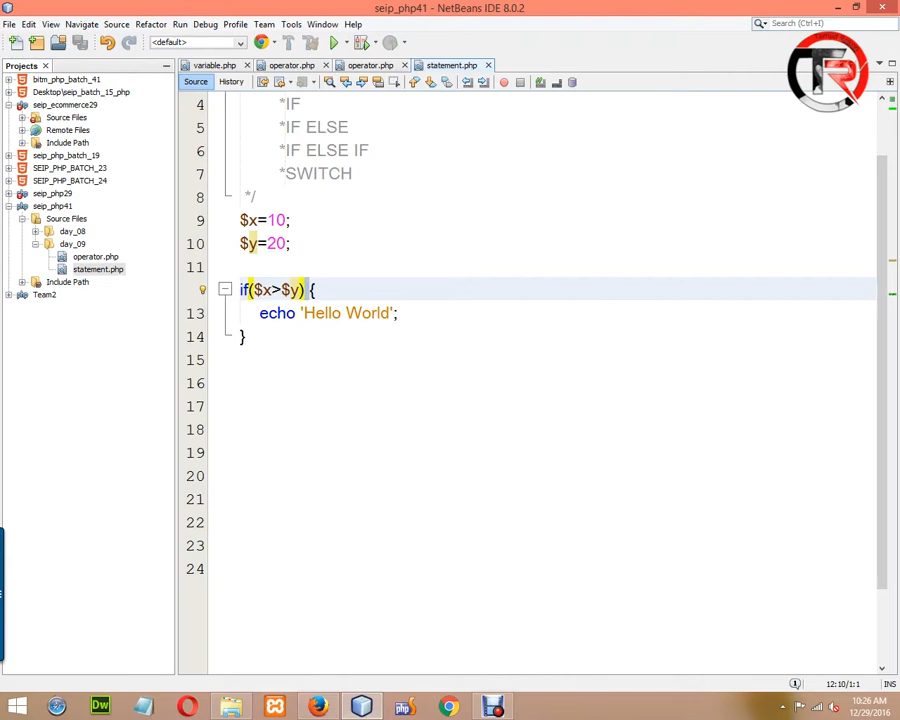 seip_php41 - NetBeans IDE 8.0.2
File Edit View Navigate Source Refactor Run Debug Profile Team Tools Window Help
Search (Ctrl+I)
<default>
Projects
variable.php operator.php operator.php statement.php
Source History
bitm_php_batch_41
Desktop\seip_batch_15_php
seip_ecommerce29
Source Files
Remote Files
Include Path
seip_php_batch_19
SEIP_PHP_BATCH_23
SEIP_PHP_BATCH_24
seip_php29
seip_php41
Source Files
day_08
day_09
operator.php
statement.php
Include Path
Team2
4 *IF
5 *IF ELSE
6 *IF ELSE IF
7 *SWITCH
8 */
9 $x=10;
10 $y=20;
11
if($x>$y) {
13 echo 'Hello World';
14 }
15
16
17
18
19
20
21
22
23
24
TR
12:10/1:1 INS
Dw
php
10:26 AM
12/29/2016